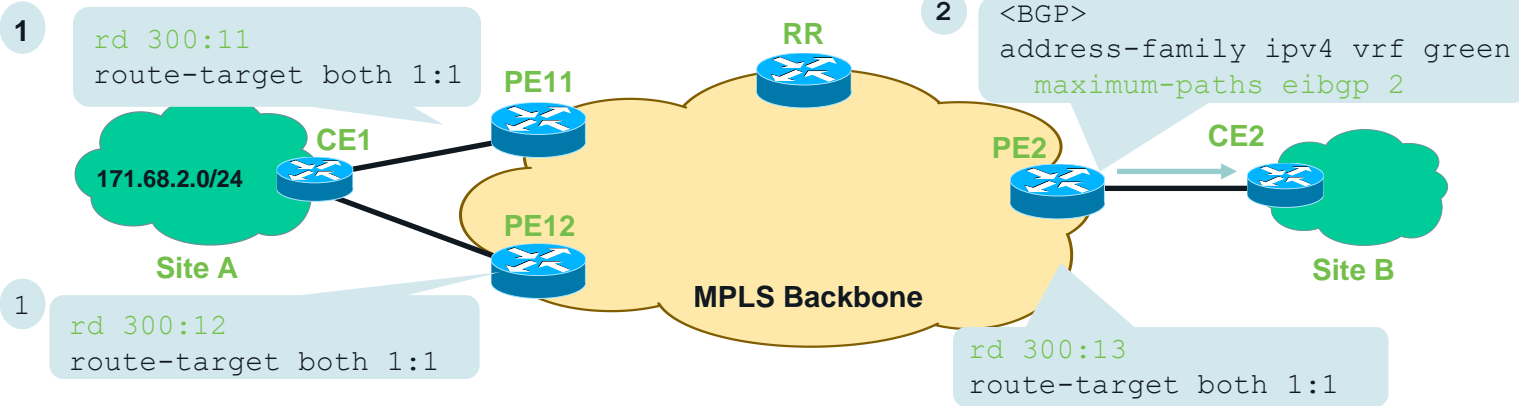 1
rd 300:11
route-target both 1:1
RR
2
<BGP>
address-family ipv4 vrf green
maximum-paths eibgp 2
PE11
CE1
171.68.2.0/24
PE2
CE2
PE12
Site A
Site B
MPLS Backbone
1
rd 300:12
route-target both 1:1
rd 300:13
route-target both 1:1